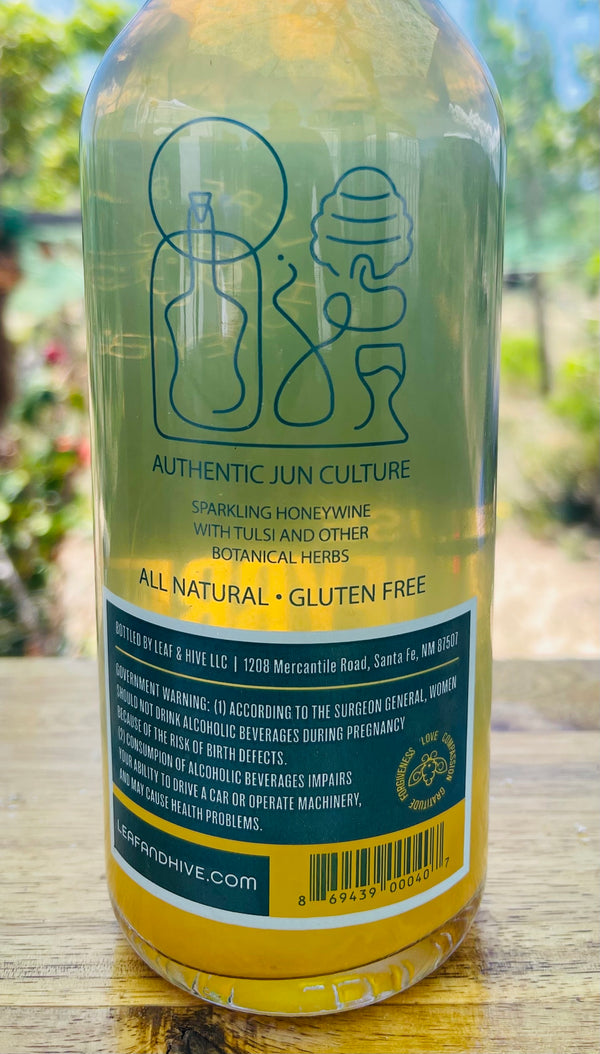 AUTHENTIC JUN CULTURE
SPARKLING HONEYWINE
WITH TULSI AND OTHER
BOTANICAL HERBS
ALL NATURAL • GLUTEN FREE
BOTTLED BY LEAF & HIVE LLC | 1208 Mercantile Road, Santa Fe, NM 87507
GOVERNMENT WARNING: (1) ACCORDING TO THE SURGEON GENERAL, WOMEN
SHOULD NOT DRINK ALCOHOLIC BEVERAGES DURING PREGNANCY
BECAUSE OF THE RISK OF BIRTH DEFECTS.
(2) CONSUMPION OF ALCOHOLIC BEVERAGES IMPAIRS
YOUR ABILITY TO DRIVE A CAR OR OPERATE MACHINERY,
AND MAY CAUSE HEALTH PROBLEMS.
FORGIVENESS LOVE COMPASSION GRATITUDE
LEAFANDHIVE.COM
8 69439 00040 7